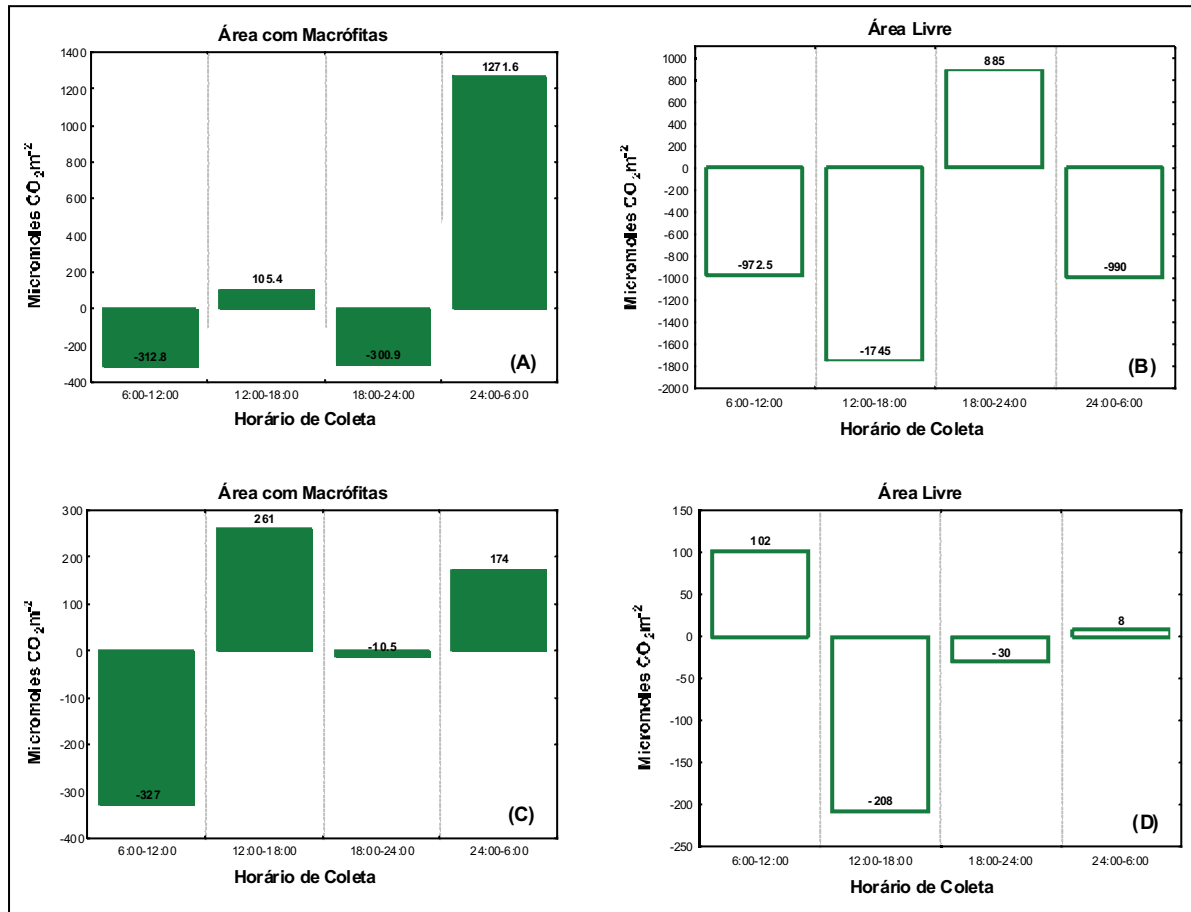 Área com Macrófitas
Micromoles CO₂m⁻²
1400
1200
1000
800
600
400
200
0
-200
-400
-312.8
105.4
-300.9
1271.6
(A)
6:00-12:00 12:00-18:00 18:00-24:00 24:00-6:00
Horário de Coleta
Área Livre
Micromolles CO₂m⁻²
1000
800
600
400
200
0
-200
-400
-600
-800
-1000
-1200
-1400
-1600
-1800
-2000
-972.5
-1745
885
-990
(B)
6:00-12:00 12:00-18:00 18:00-24:00 24:00-6:00
Horário de Coleta
Área com Macrófitas
Micromolles CO₂m⁻²
300
200
100
0
-100
-200
-300
-400
-327
261
-10.5
174
(C)
6:00-12:00 12:00-18:00 18:00-24:00 24:00-6:00
Horário de Coleta
Área Livre
Micromolles CO₂m⁻²
150
100
50
0
-50
-100
-150
-200
-250
102
-208
-30
8
(D)
6:00-12:00 12:00-18:00 18:00-24:00 24:00-6:00
Horário de Coleta